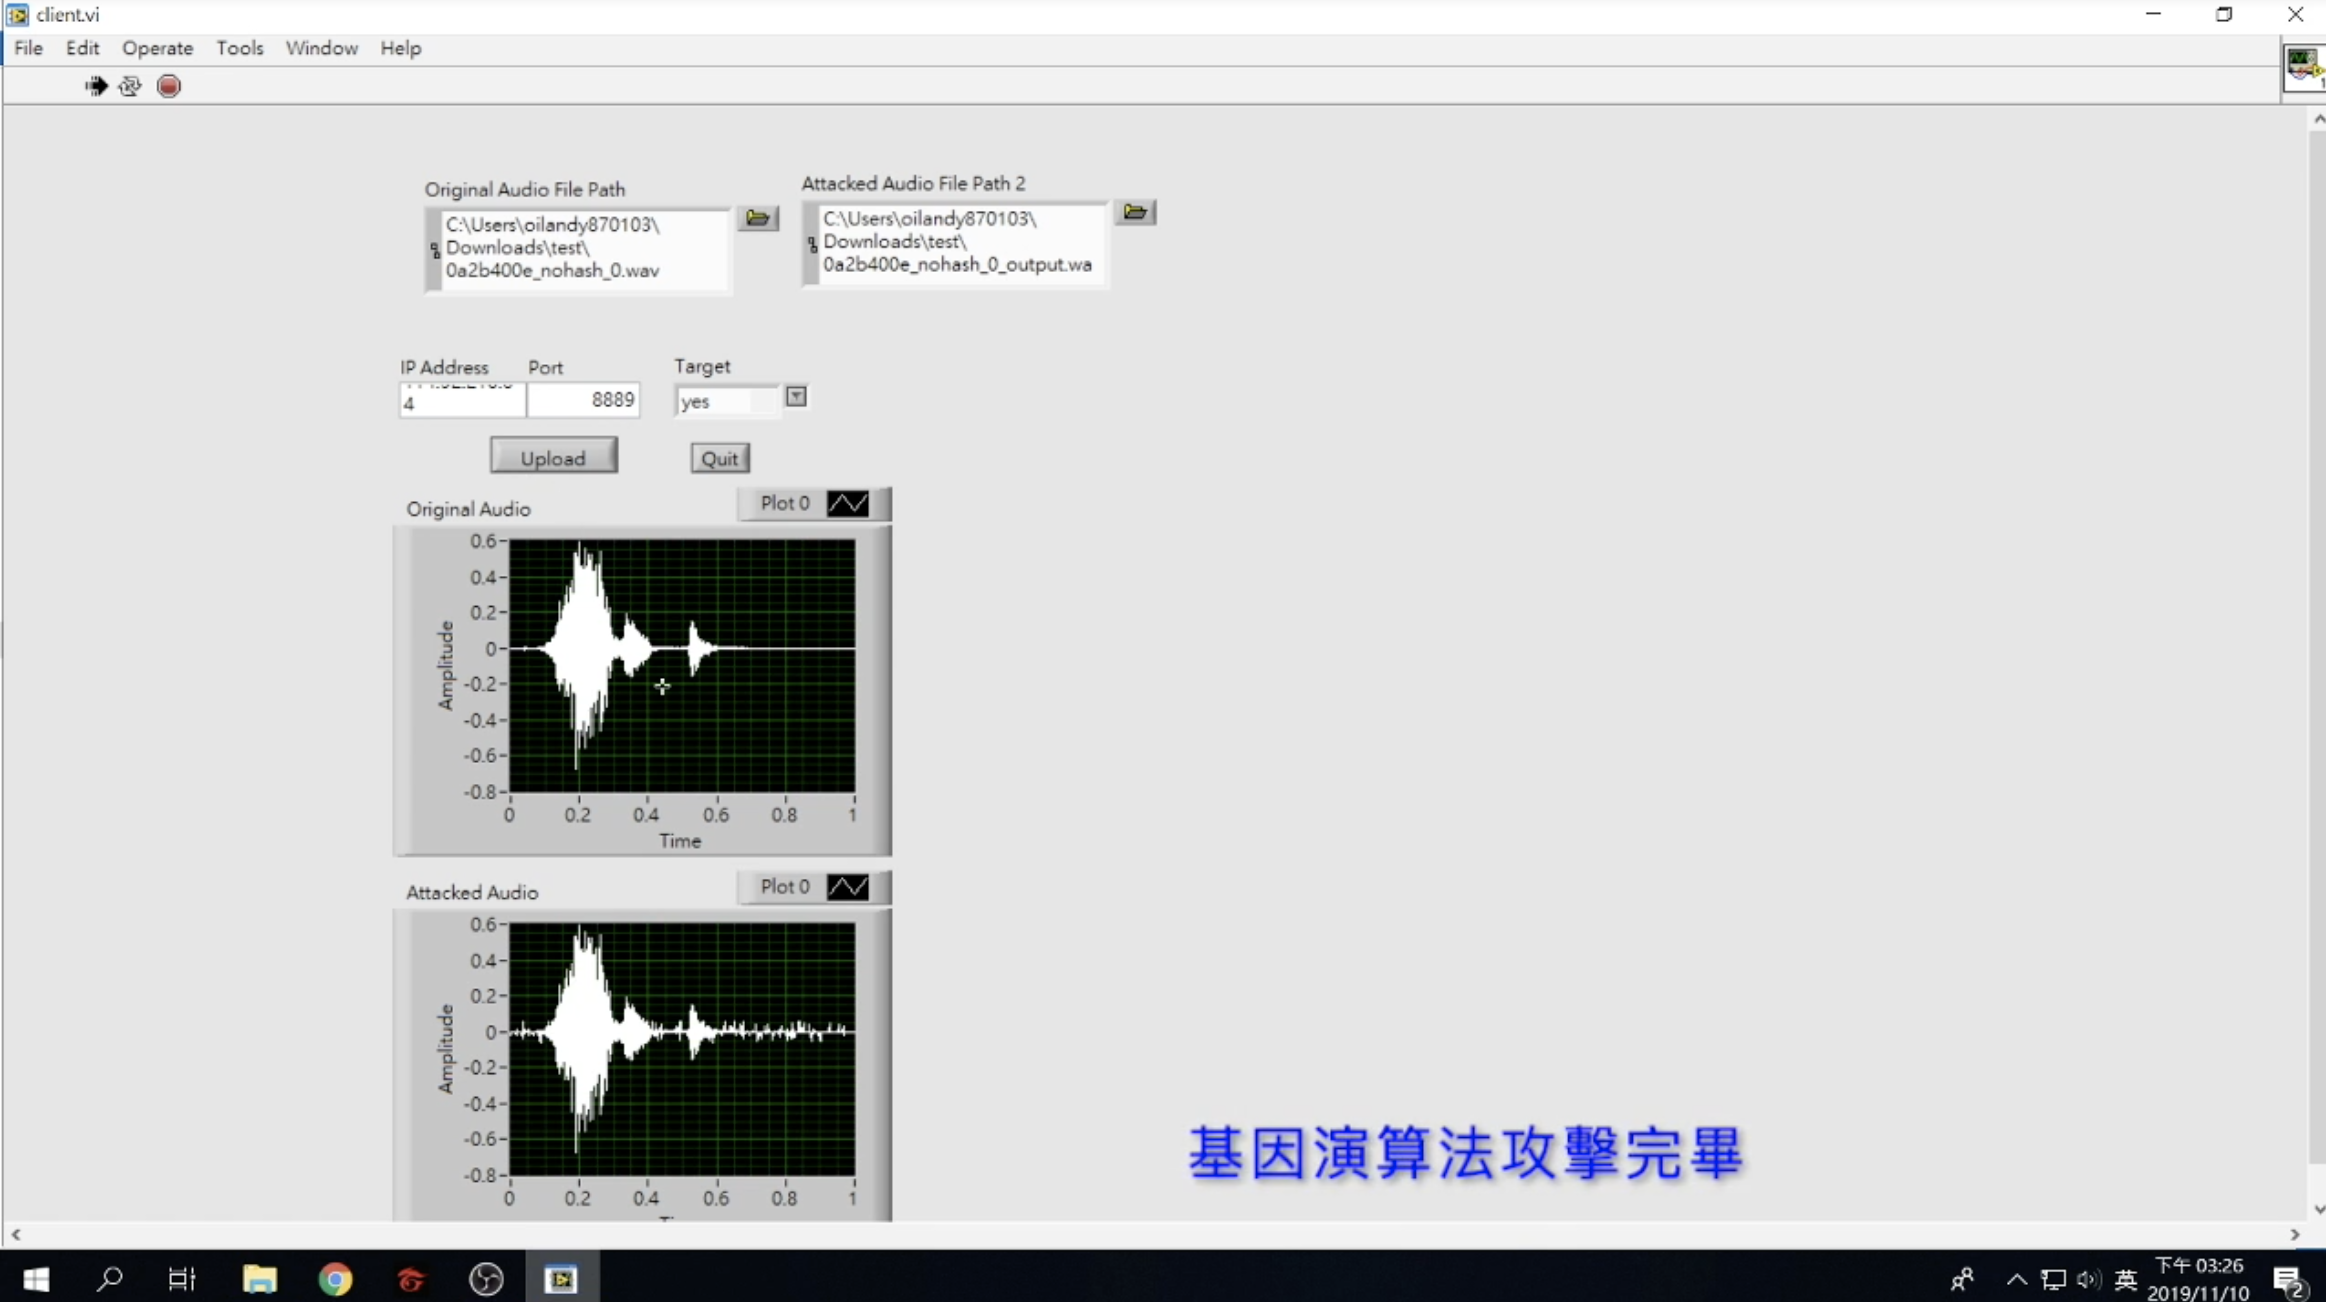 client.vi
File Edit Operate Tools Window Help
Original Audio File Path
C:\Users\oilandy870103\
Downloads\test\
0a2b400e_nohash_0.wav
Attacked Audio File Path 2
C:\Users\oilandy870103\
Downloads\test\
0a2b400e_nohash_0_output.wa
IP Address Port Target
4 8889 yes
Upload Quit
Original Audio Plot 0
0.6
0.4
0.2
0
-0.2
-0.4
-0.6
-0.8
Amplitude
0 0.2 0.4 0.6 0.8 1
Time
Attacked Audio Plot 0
0.6
0.4
0.2
0
-0.2
-0.4
-0.6
-0.8
Amplitude
0 0.2 0.4 0.6 0.8 1
基因演算法攻擊完畢
英
下午 03:26
2019/11/10
2